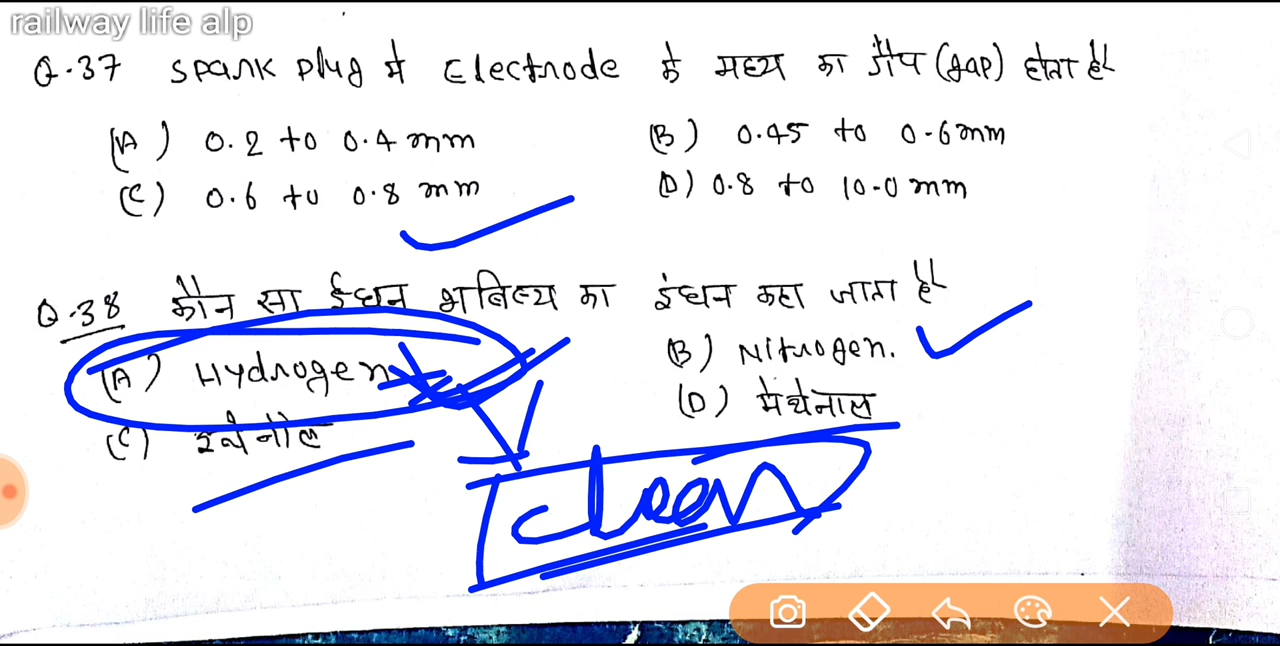 railway life alp
Q.37 spark plug में Electrode के मध्य का गैप (gap) होता है
(A) 0.2 to 0.4 mm (B) 0.45 to 0.6 mm
(C) 0.6 to 0.8 mm (D) 0.8 to 10.0 mm
Q.38 कौन सा ईंधन भविष्य का इंधन कहा जाता है
(A) Hydrogen (B) Nitrogen.
(C) इथेनॉल (D) मेथेनाल
cleen